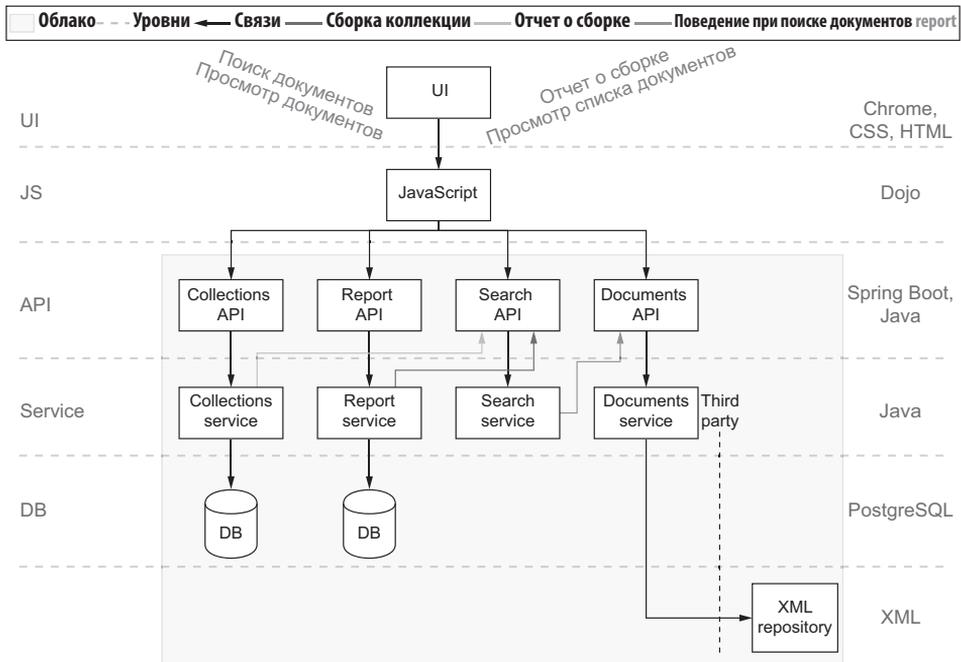 Облако Уровни Связи Сборка коллекции Отчет о сборке Поведение при поиске документов report
Поиск документов
Просмотр документов
UI
Отчет о сборке
Просмотр списка документов
UI
Chrome,
CSS, HTML
JS
JavaScript
Dojo
API
Collections
API
Report
API
Search
API
Documents
API
Spring Boot,
Java
Service
Collections
service
Report
service
Search
service
Documents
service
Third
party
Java
DB
DB
DB
PostgreSQL
XML
repository
XML